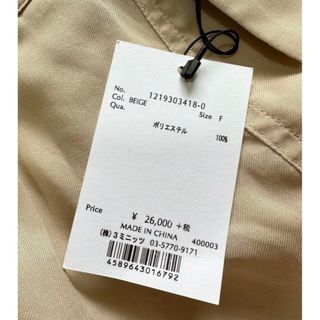 No. 1219303418-0
Col. BEIGE Size F
Qua.
ポリエステル 100%
Price
¥ 26,000 +税
MADE IN CHINA 400003
(株)3ミニッツ 03-5770-9171
4589643016792